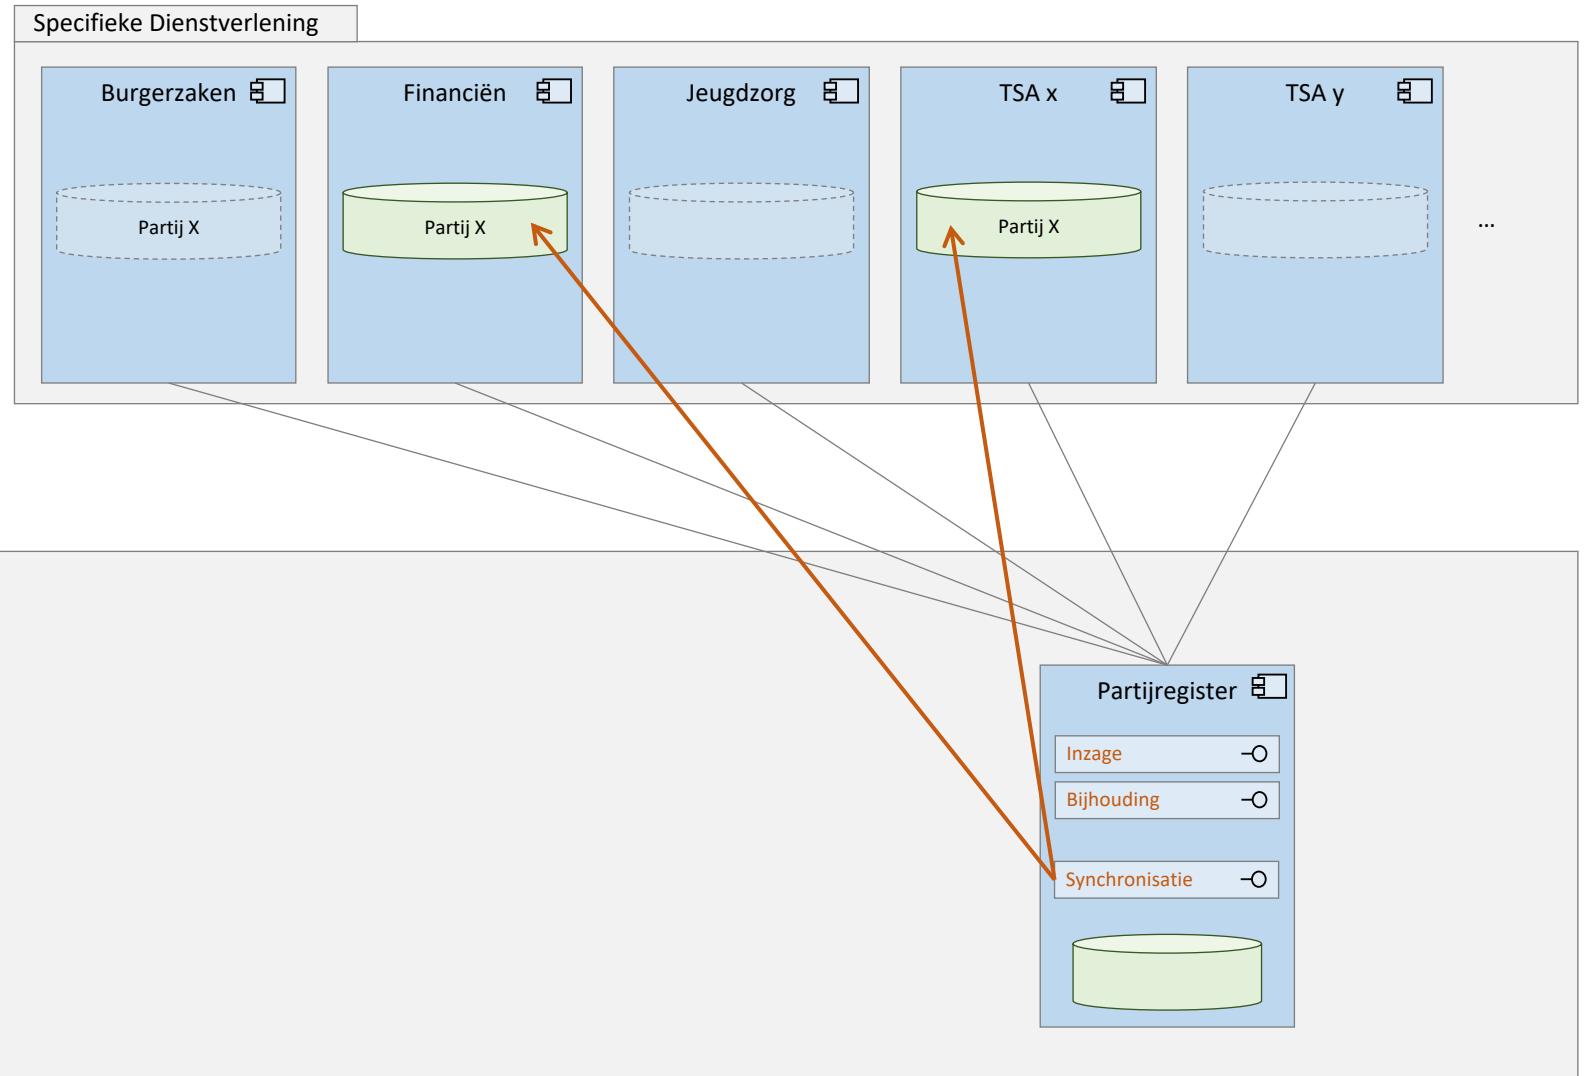 Specifieke Dienstverlening
Burgerzaken
Financiën
Jeugdzorg
TSA x
TSA y
Partij X
Partij X
Partij X
...
Partijregister
Inzage
Bijhouding
Synchronisatie